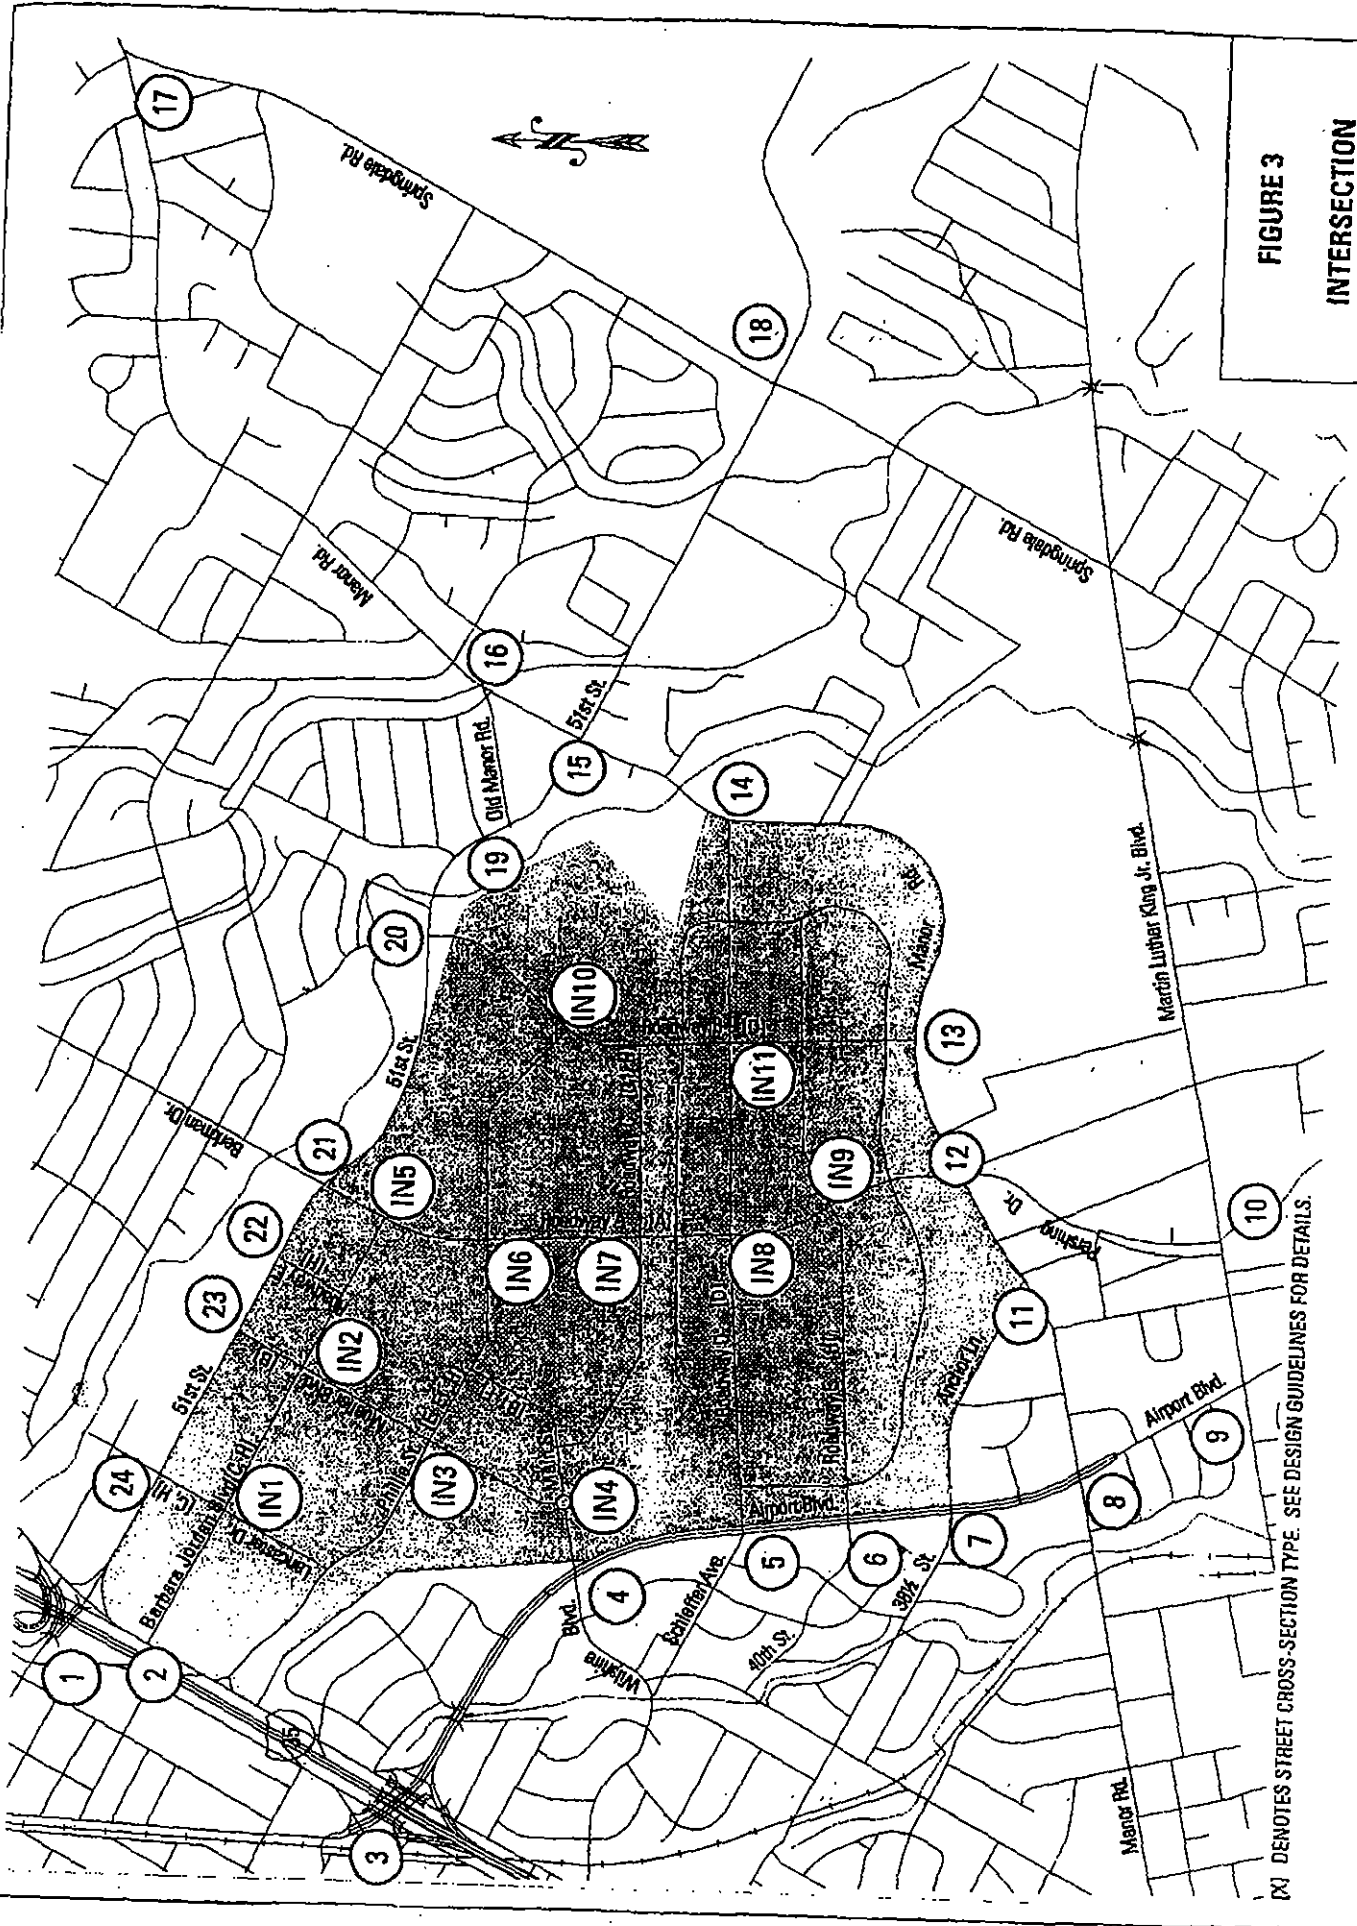 17
Springdale Rd.
18
FIGURE 3
INTERSECTION
Manor Rd.
16
Old Manor Rd.
51st St.
15
14
19
20
Springdale Rd.
Martin Luther King Jr. Blvd.
Manor
Rd.
13
IN10
IN11
51st St.
Berkman Dr.
21
22
23
IN5
IN6
IN7
IN8
IN9
12
Pershing
Dr.
10
11
Anchor Ln.
Airport Blvd.
9
8
7
6
5
4
Airport Blvd.
38½ St.
40th St.
Schieffer Ave.
Wilshire
Blvd.
IN4
IN3
IN2
IN1
Philip St.
Lancaster Dr.
Barbara Jordan Blvd.
51st St.
24
1
2
35
3
Manor Rd.
[X] DENOTES STREET CROSS-SECTION TYPE. SEE DESIGN GUIDELINES FOR DETAILS.